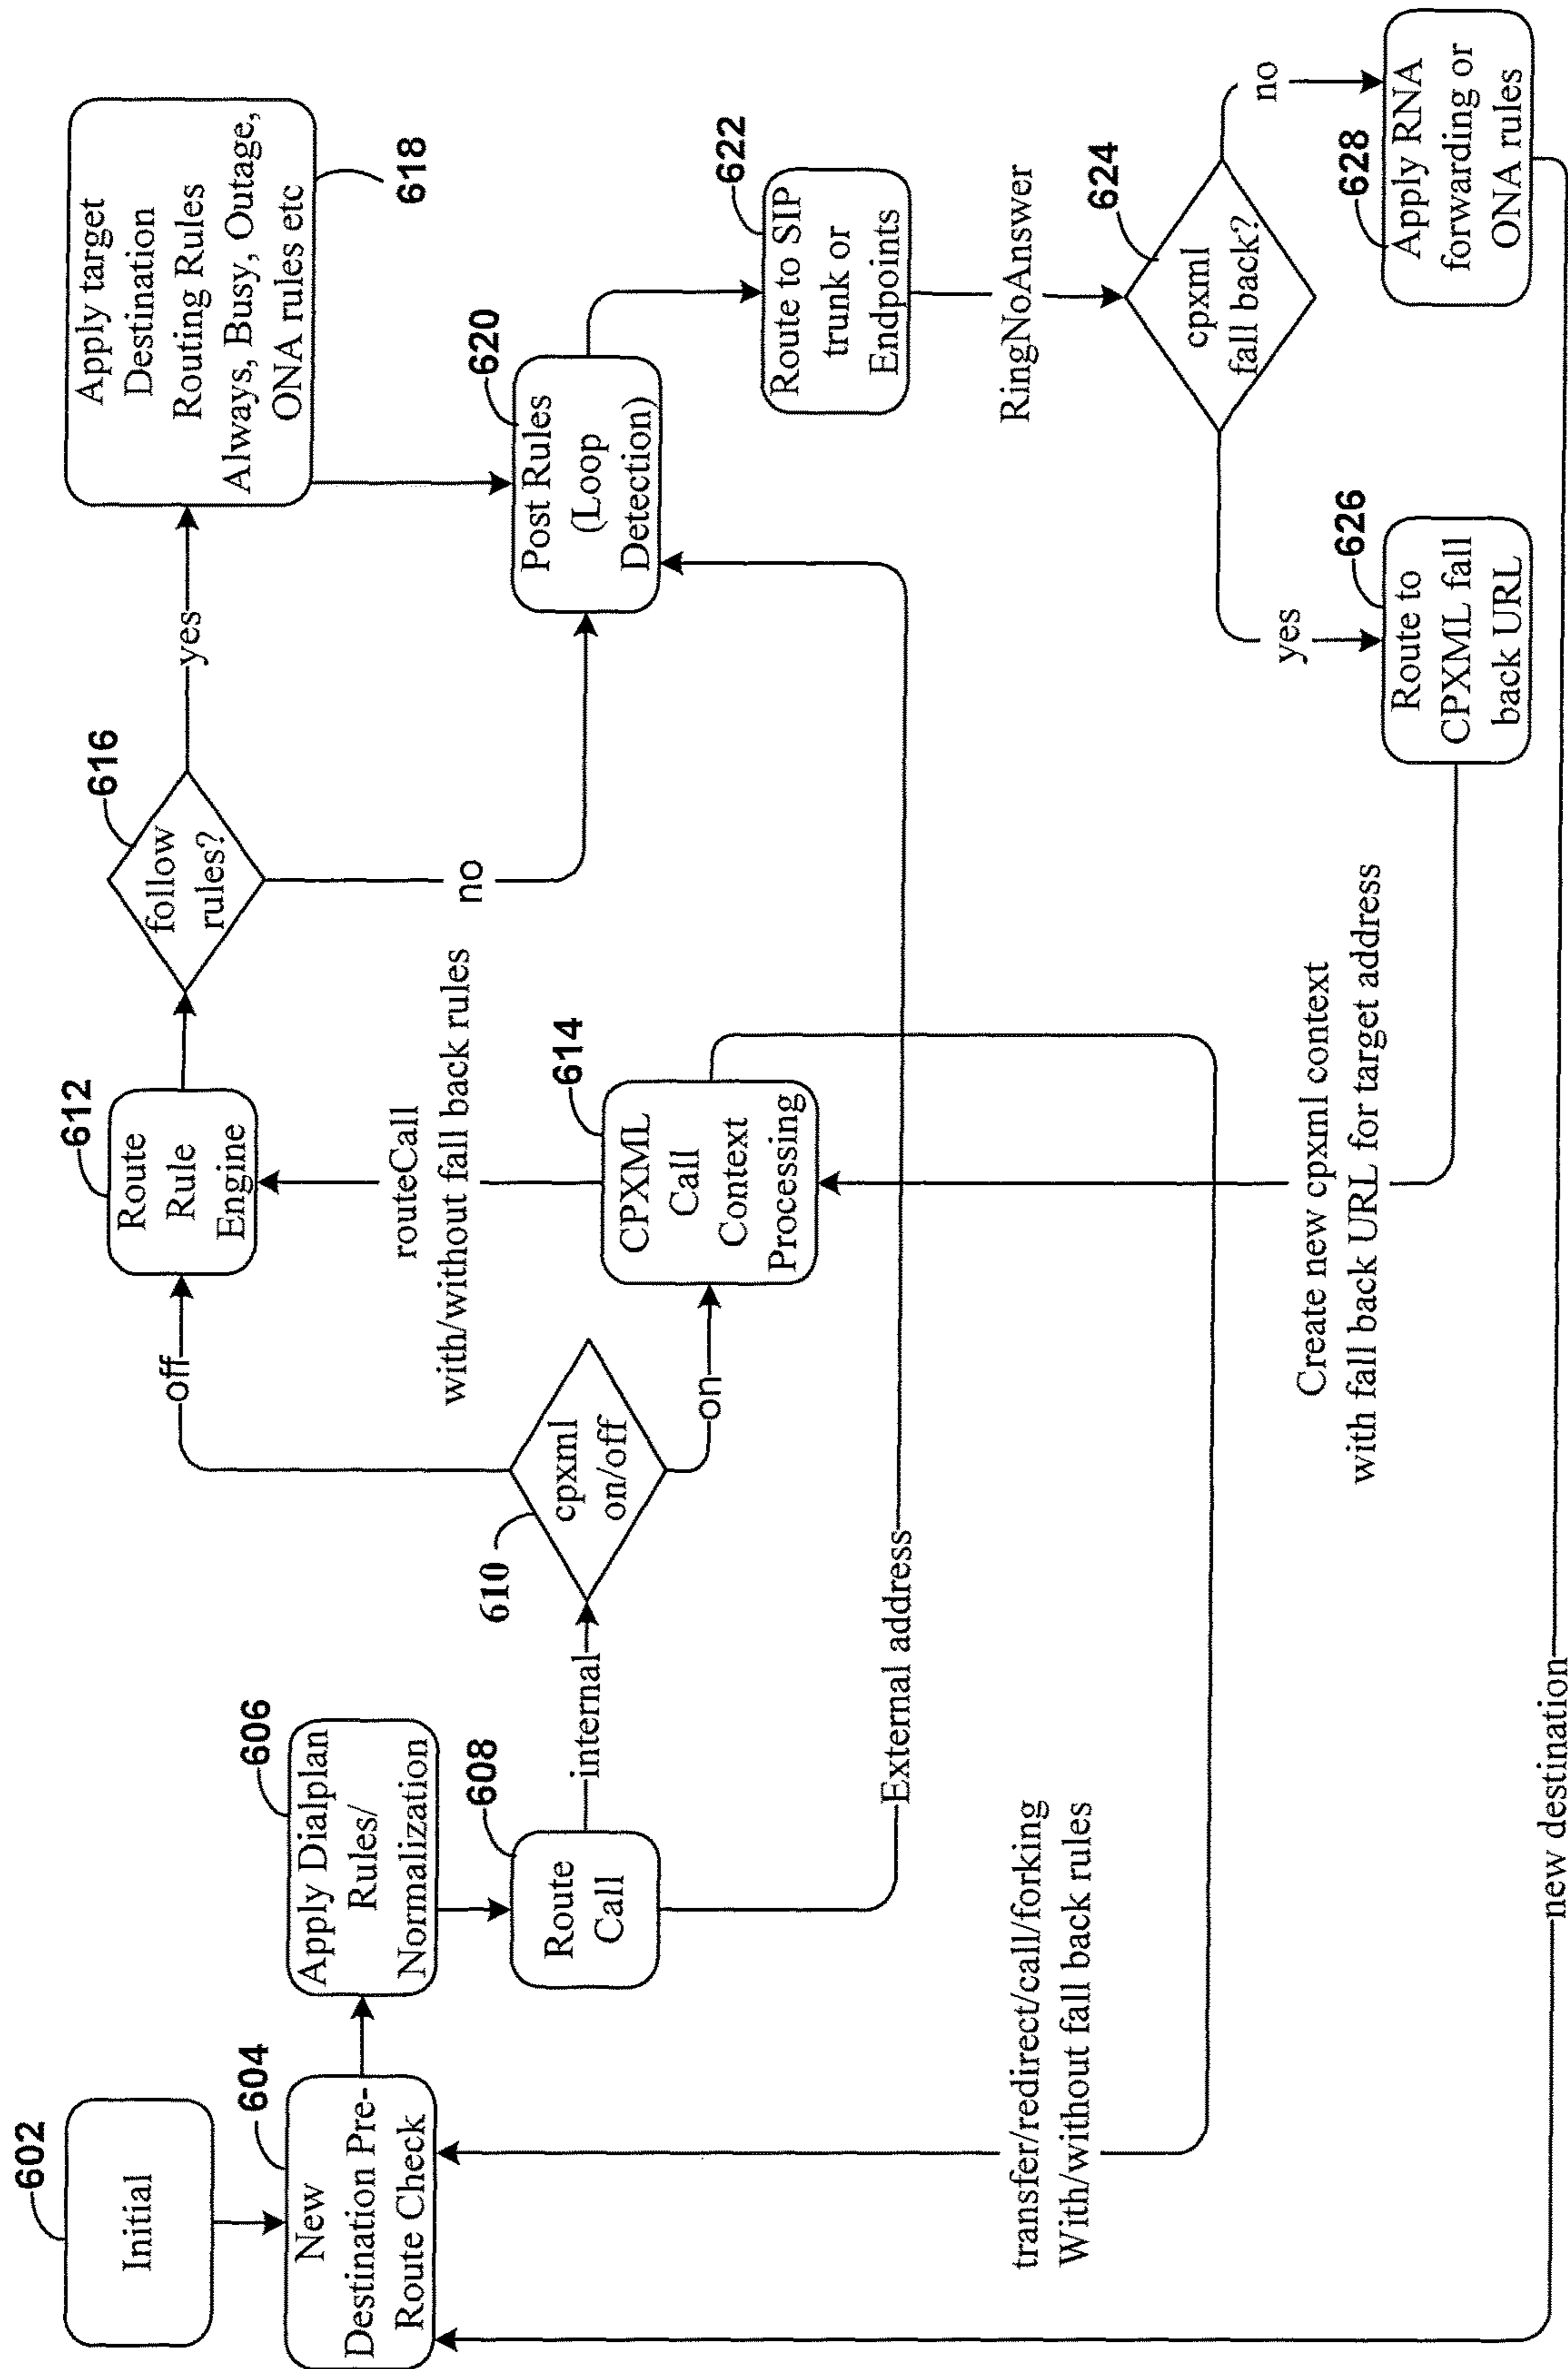 602
Initial
604
New
Destination Pre-
Route Check
606
Apply Dialplan
Rules/
Normalization
608
Route
Call
internal
External address
610
cpxml
on/off
off
on
612
Route
Rule
Engine
routeCall
with/without fall back rules
614
CPXML
Call
Context
Processing
transfer/redirect/call/forking
With/without fall back rules
616
follow
rules?
yes
no
Apply target
Destination
Routing Rules
Always, Busy, Outage,
ONA rules etc
618
620
Post Rules
(Loop
Detection)
622
Route to SIP
trunk or
Endpoints
RingNoAnswer
624
cpxml
fall back?
yes
no
626
Route to
CPXML fall
back URL
628
Apply RNA
forwarding or
ONA rules
Create new cpxml context
with fall back URL for target address
new destination